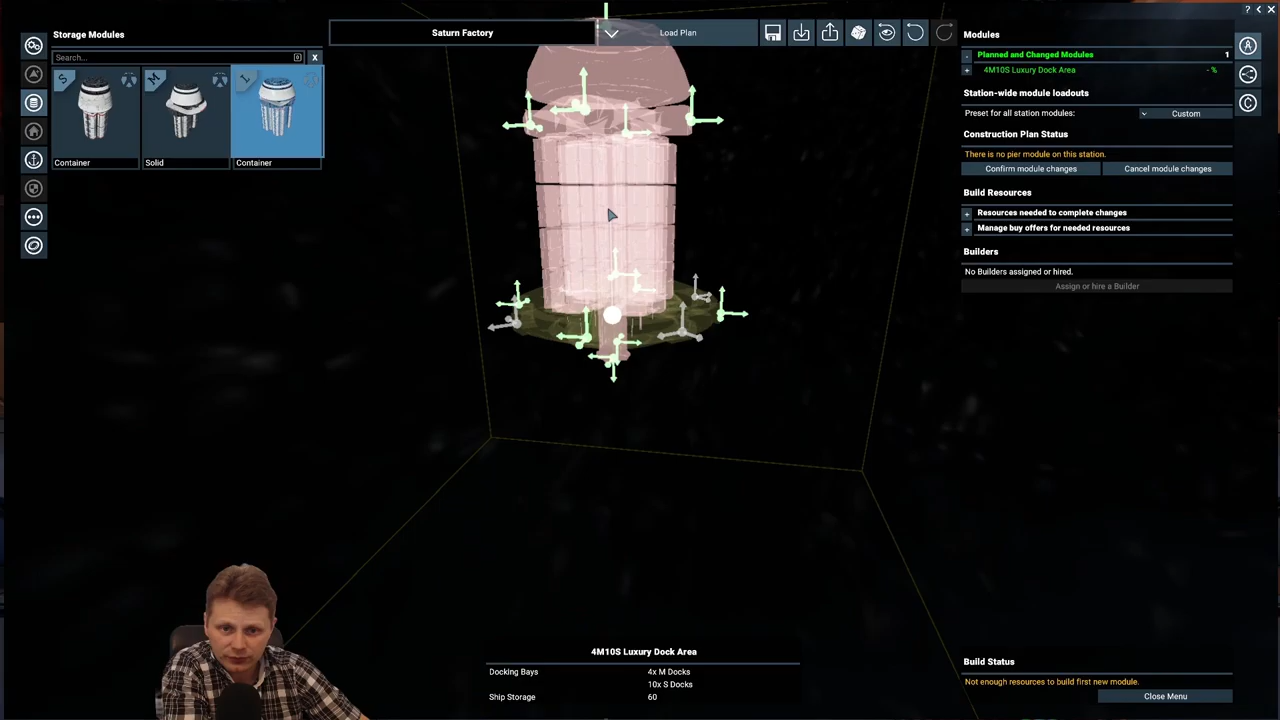 Storage Modules
Search...
X
S
M
L
Container
Solid
Container
Saturn Factory
Load Plan
?
X
Modules
- Planned and Changed Modules 1
+ 4M10S Luxury Dock Area - %
Station-wide module loadouts
Preset for all station modules: Custom
Construction Plan Status
There is no pier module on this station.
Confirm module changes Cancel module changes
Build Resources
+ Resources needed to complete changes
+ Manage buy offers for needed resources
Builders
No Builders assigned or hired.
Assign or hire a Builder
4M10S Luxury Dock Area
Docking Bays 4x M Docks
10x S Docks
Ship Storage 60
Build Status
Not enough resources to build first new module.
Close Menu